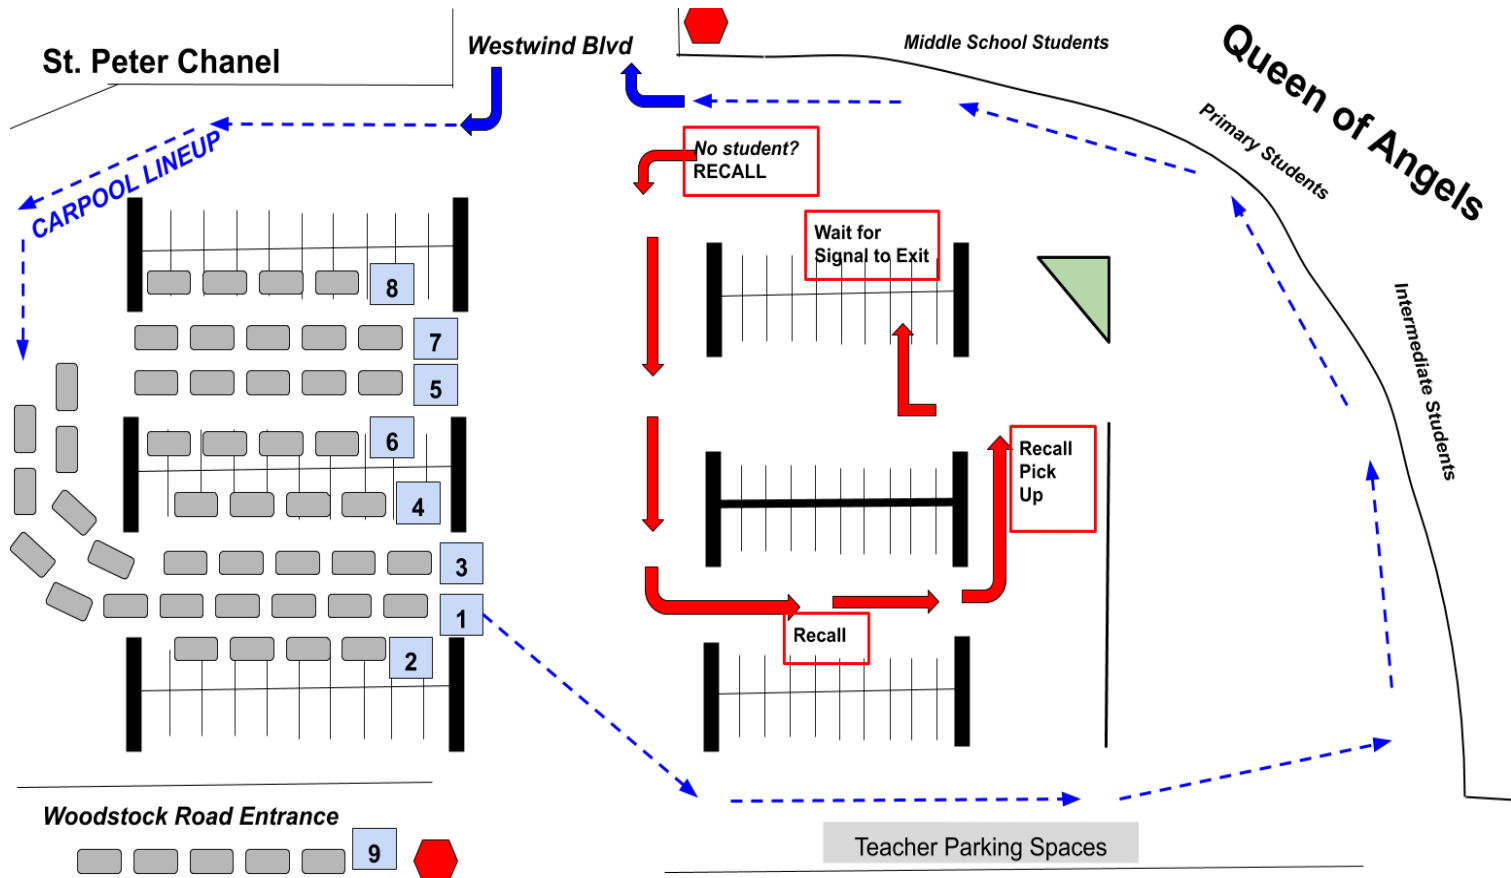 St. Peter Chanel
Westwind Blvd
Middle School Students
Queen of Angels
Primary Students
Intermediate Students
CARPOOL LINEUP
No student?
RECALL
Wait for
Signal to Exit
8
7
5
6
4
3
1
2
Recall
Pick
Up
Recall
Woodstock Road Entrance
9
Teacher Parking Spaces